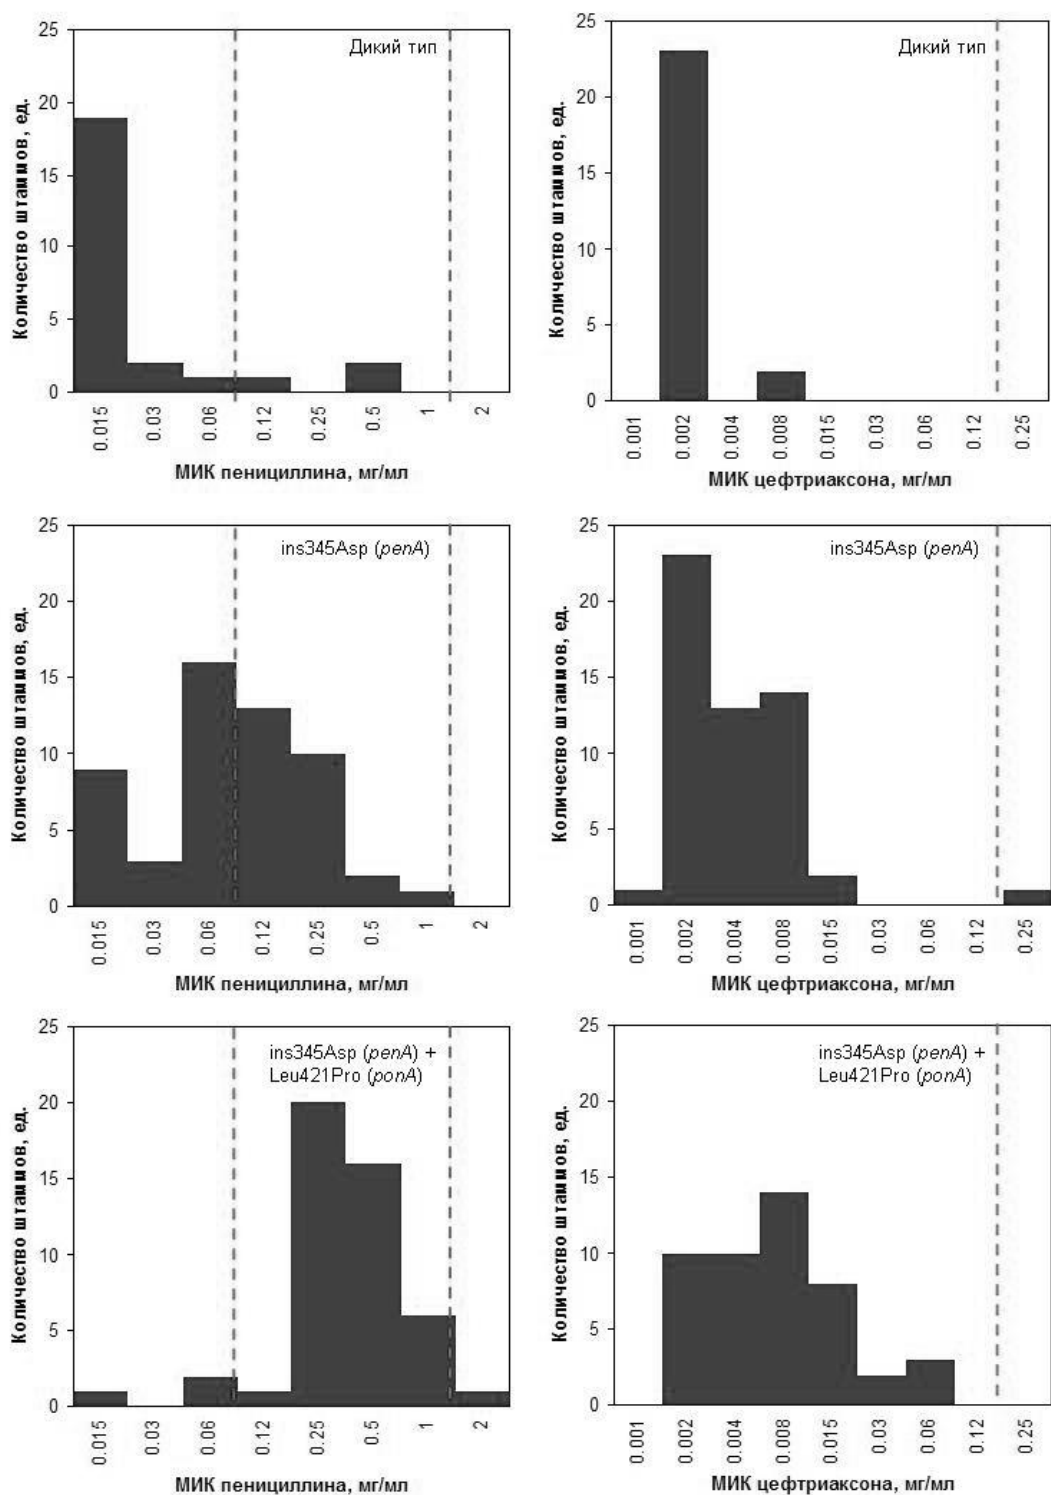 Дикий тип
Количество штаммов, ед.
25
20
15
10
5
0
0.015 0.03 0.06 0.12 0.25 0.5 1 2
МИК пенициллина, мг/мл
Дикий тип
Количество штаммов, ед.
25
20
15
10
5
0
0.001 0.002 0.004 0.008 0.015 0.03 0.06 0.12 0.25
МИК цефтриаксона, мг/мл
ins345Asp (penA)
Количество штаммов, ед.
25
20
15
10
5
0
0.015 0.03 0.06 0.12 0.25 0.5 1 2
МИК пенициллина, мг/мл
ins345Asp (penA)
Количество штаммов, ед.
25
20
15
10
5
0
0.001 0.002 0.004 0.008 0.015 0.03 0.06 0.12 0.25
МИК цефтриаксона, мг/мл
ins345Asp (penA) +
Leu421Pro (ponA)
Количество штаммов, ед.
25
20
15
10
5
0
0.015 0.03 0.06 0.12 0.25 0.5 1 2
МИК пенициллина, мг/мл
ins345Asp (penA) +
Leu421Pro (ponA)
Количество штаммов, ед.
25
20
15
10
5
0
0.001 0.002 0.004 0.008 0.015 0.03 0.06 0.12 0.25
МИК цефтриаксона, мг/мл